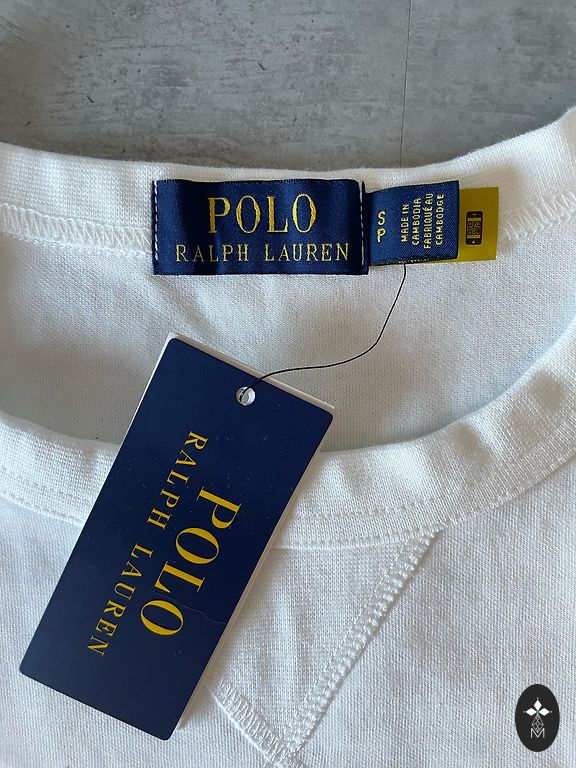 POLO
RALPH LAUREN
S
P
MADE IN
CAMBODIA
FABRIQUÉ AU
CAMBODGE
POLO
RALPH LAUREN